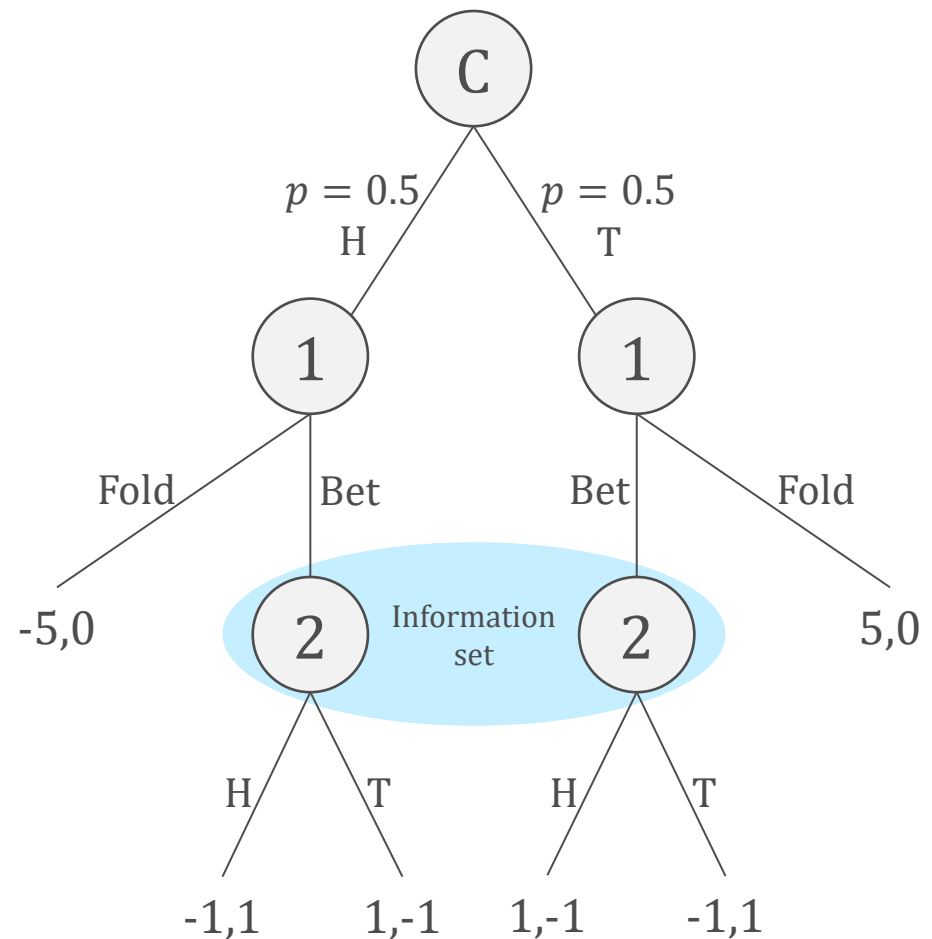 C
p = 0.5
p = 0.5
H
T
1
1
Fold
Bet
Bet
Fold
-5,0
2
Information
set
2
5,0
H
T
H
T
-1,1
1,-1
1,-1
-1,1